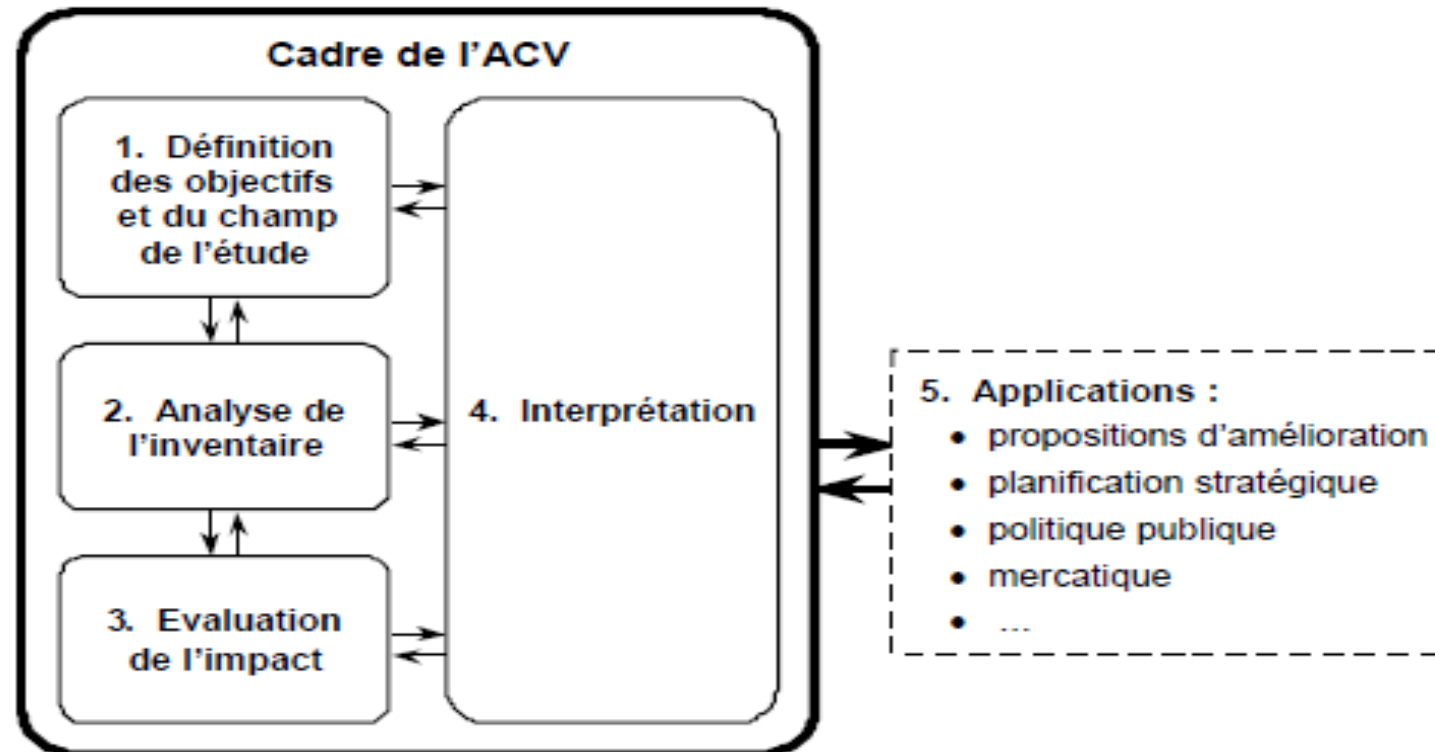 Cadre de l'ACV
1. Définition
des objectifs
et du champ
de l'étude
2. Analyse de
l'inventaire
3. Evaluation
de l'impact
4. Interprétation
5. Applications :
• propositions d'amélioration
• planification stratégique
• politique publique
• mercatique
• ...